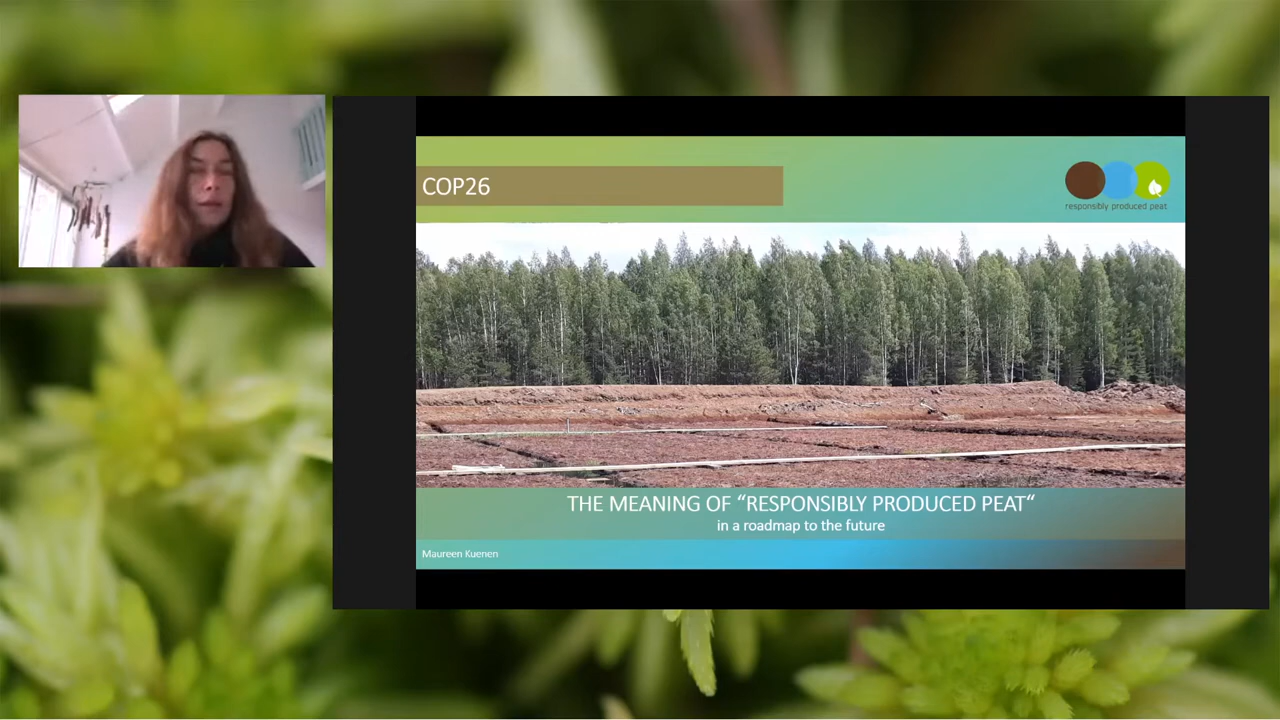 COP26
responsibly produced peat
THE MEANING OF “RESPONSIBLY PRODUCED PEAT“
in a roadmap to the future
Maureen Kuenen